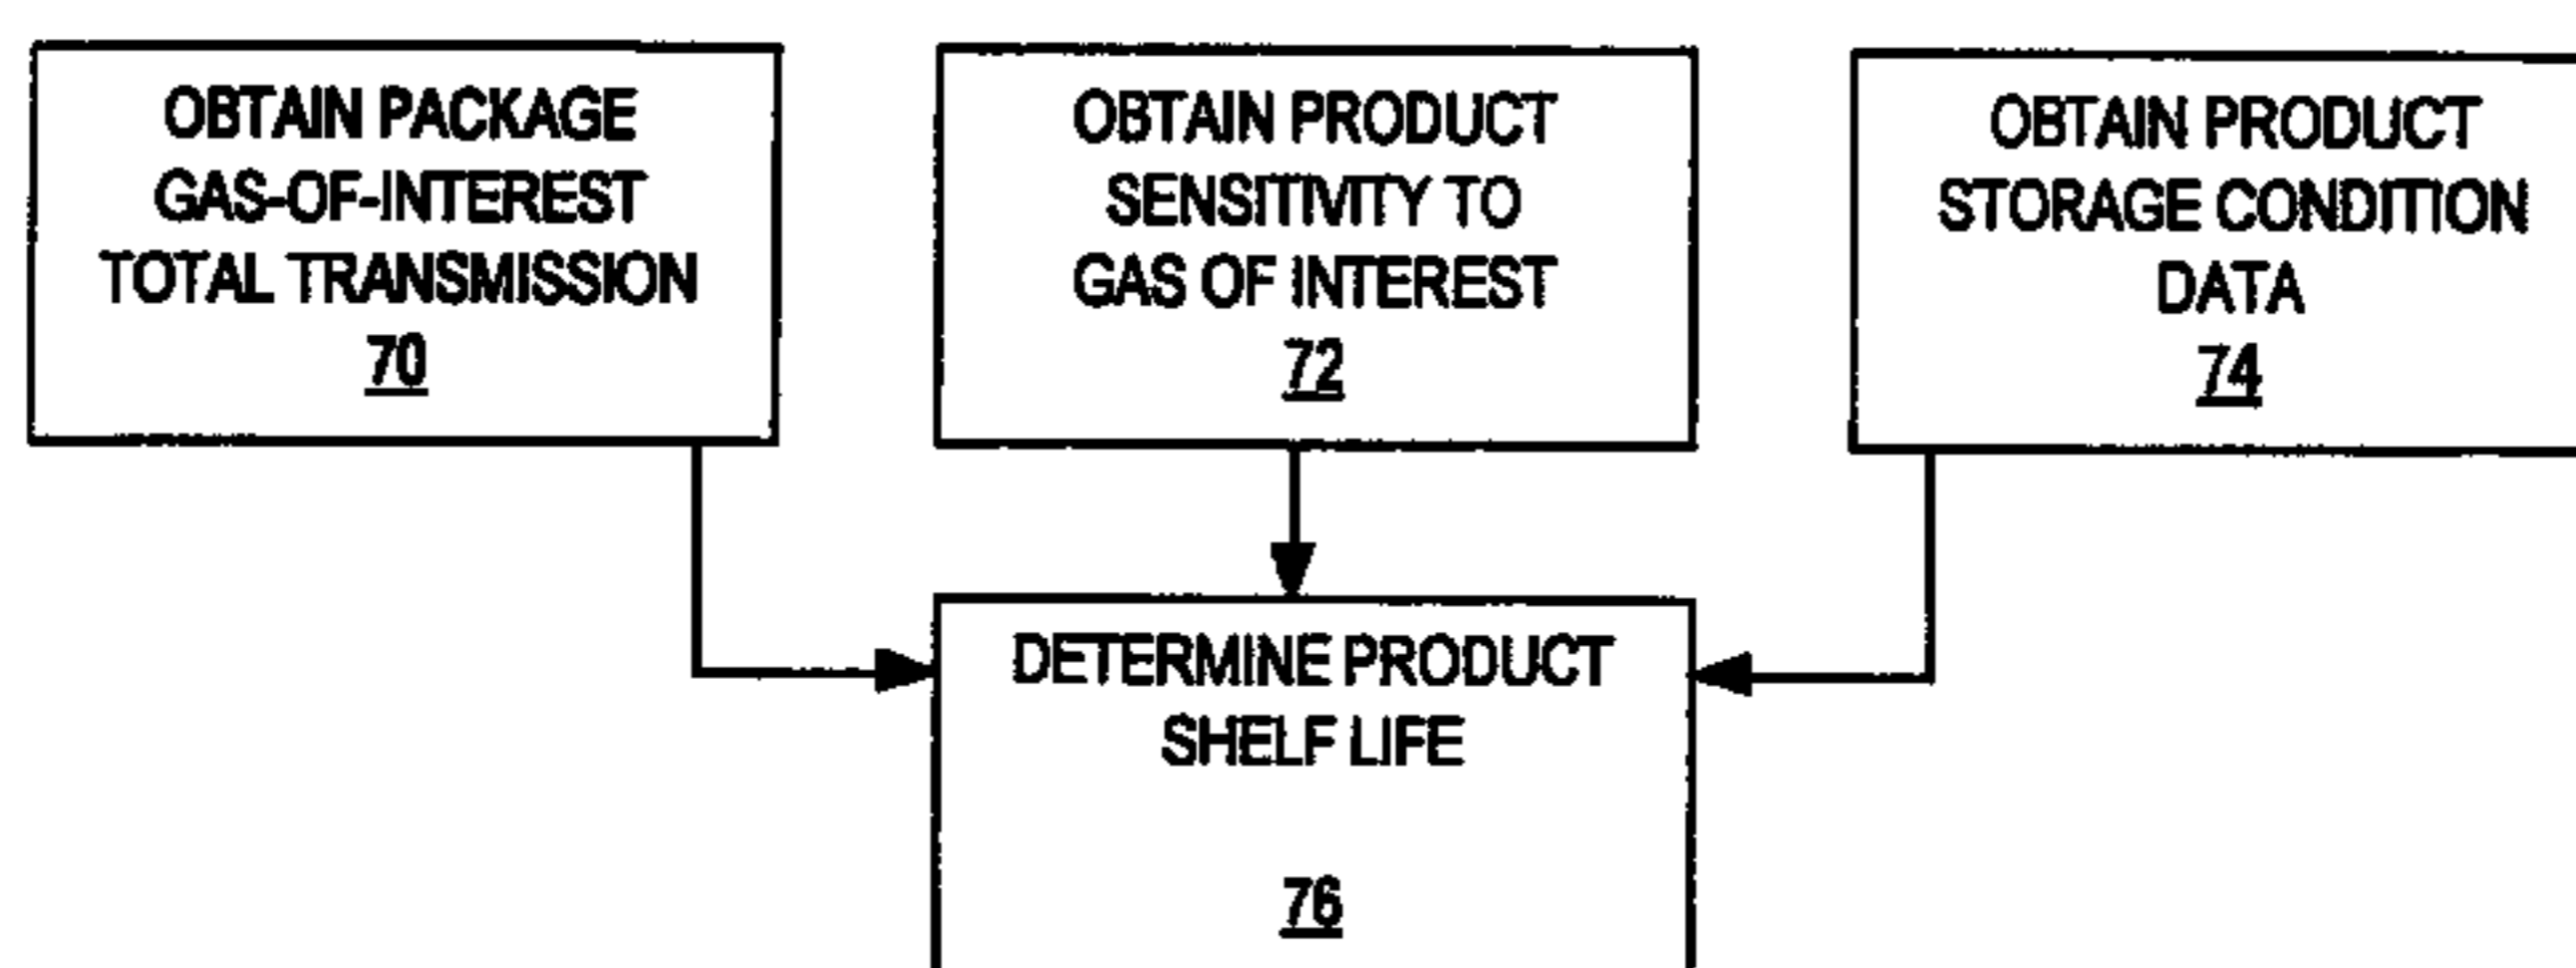 OBTAIN PACKAGE
GAS-OF-INTEREST
TOTAL TRANSMISSION
70
OBTAIN PRODUCT
SENSITIVITY TO
GAS OF INTEREST
72
OBTAIN PRODUCT
STORAGE CONDITION
DATA
74
DETERMINE PRODUCT
SHELF LIFE
76